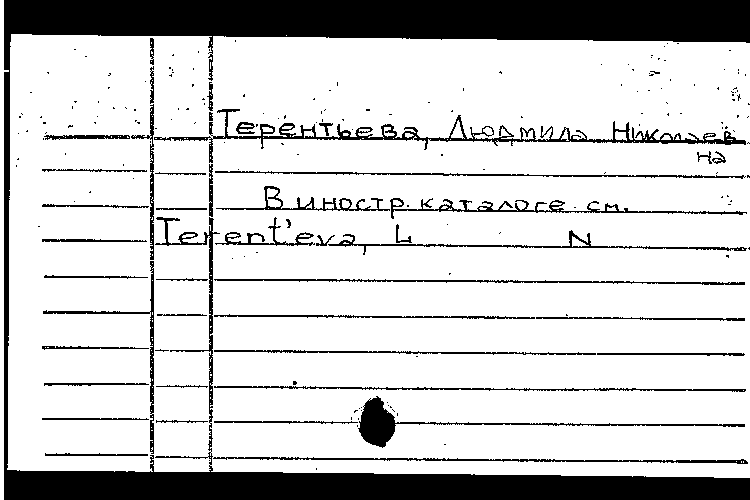 Терентьева, Людмила Николаев
на
В иностр. каталоге см.
Terent'eva, L N